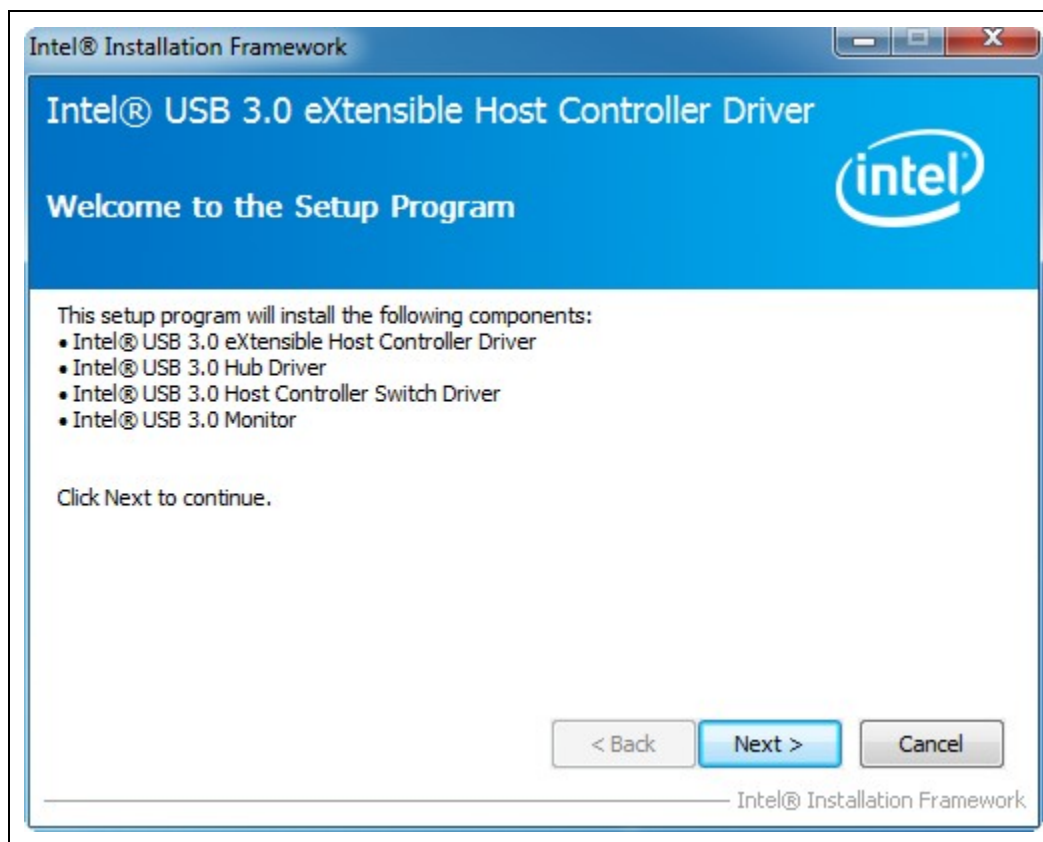 Intel® Installation Framework
Intel® USB 3.0 eXtensible Host Controller Driver
intel
Welcome to the Setup Program
This setup program will install the following components:
• Intel® USB 3.0 eXtensible Host Controller Driver
• Intel® USB 3.0 Hub Driver
• Intel® USB 3.0 Host Controller Switch Driver
• Intel® USB 3.0 Monitor
Click Next to continue.
< Back Next > Cancel
Intel® Installation Framework